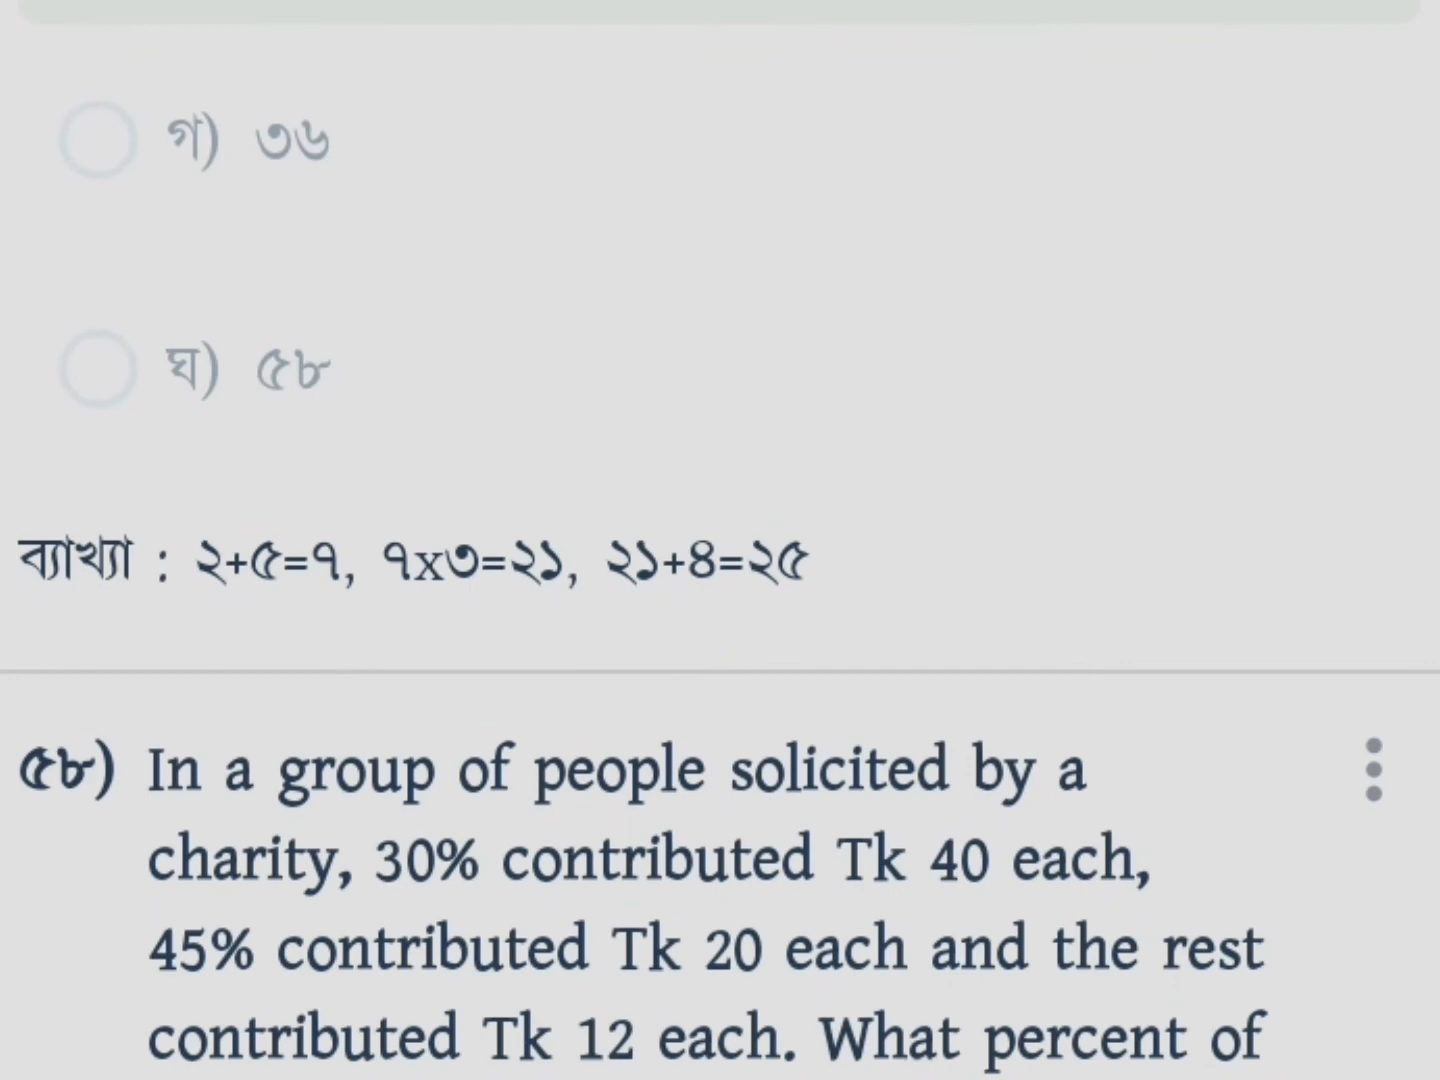 গ) ৩৬
ঘ) ৫৮
ব্যাখ্যা : ২+৫=৭, ৭x৩=২১, ২১+৪=২৫
৫৮) In a group of people solicited by a
charity, 30% contributed Tk 40 each,
45% contributed Tk 20 each and the rest
contributed Tk 12 each. What percent of